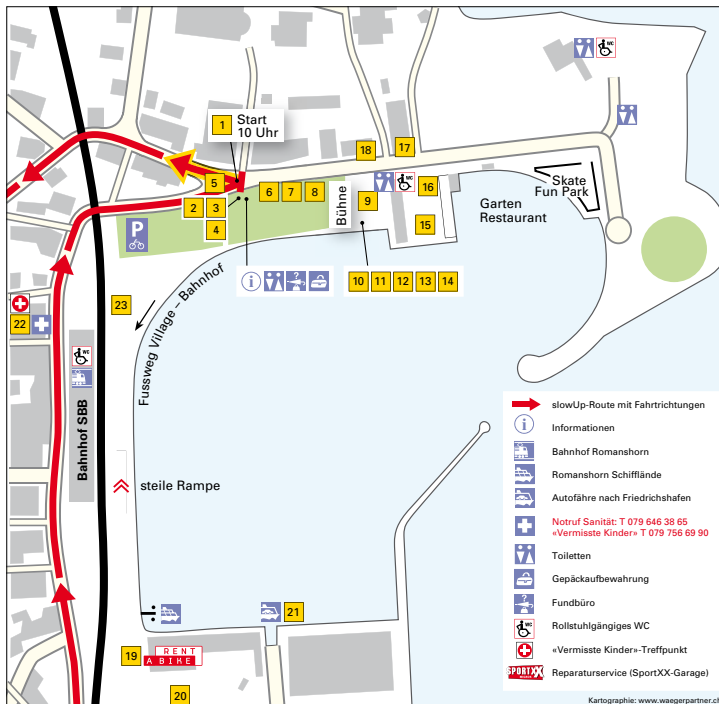 WC
1 Start
10 Uhr
18
17
5
6
7
8
Bühne
WC
16
9
Skate
Fun Park
Garten
Restaurant
2
3
4
15
P
i
?
10
11
12
13
14
Fussweg Village – Bahnhof
23
22
WC
Bahnhof SBB
steile Rampe
slowUp-Route mit Fahrtrichtungen
i Informationen
Bahnhof Romanshorn
Romanshorn Schifflände
Autofähre nach Friedrichshafen
Notruf Sanität: T 079 646 38 65
«Vermisste Kinder» T 079 756 69 90
Toiletten
Gepäckaufbewahrung
? Fundbüro
WC Rollstuhlgängiges WC
«Vermisste Kinder»-Treffpunkt
SPORTXX Reparaturservice (SportXX-Garage)
21
19
RENT
A BIKE
20
Kartographie: www.waegerpartner.ch